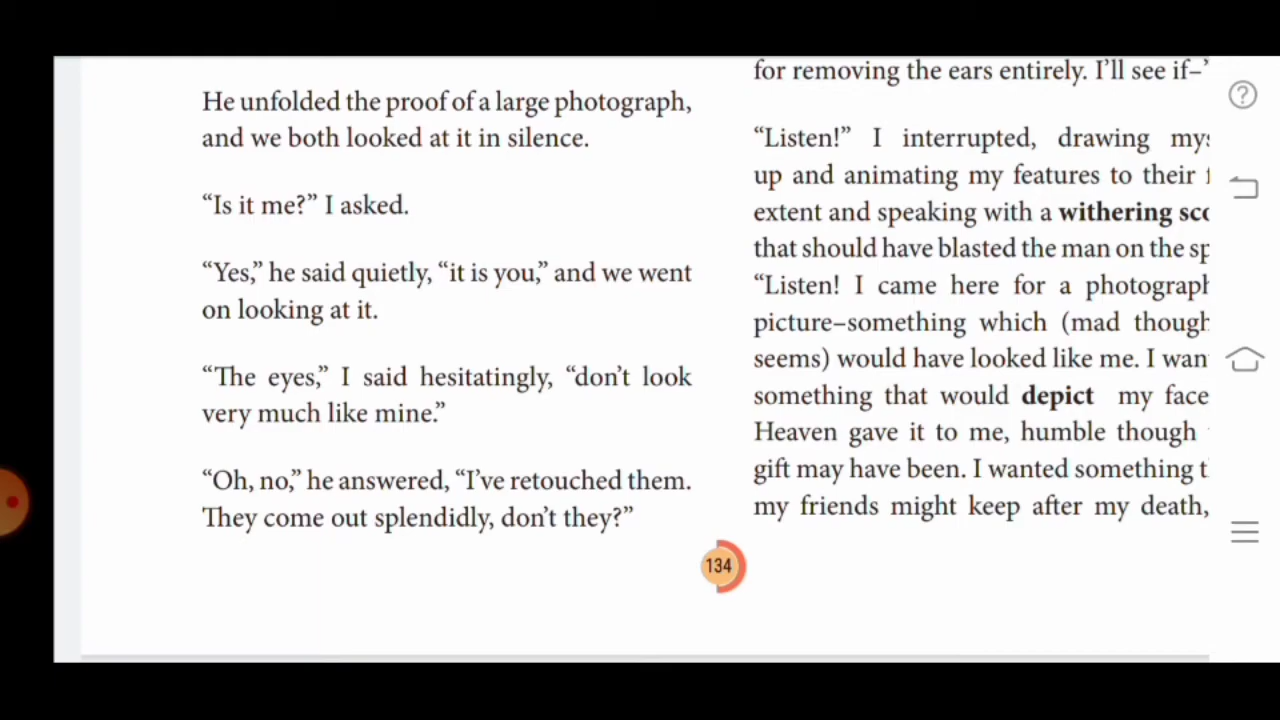 He unfolded the proof of a large photograph,
and we both looked at it in silence.
“Is it me?” I asked.
“Yes,” he said quietly, “it is you,” and we went
on looking at it.
“The eyes,” I said hesitatingly, “don’t look
very much like mine.”
“Oh, no,” he answered, “I’ve retouched them.
They come out splendidly, don’t they?”
for removing the ears entirely. I’ll see if–
“Listen!” I interrupted, drawing
up and animating my features to their
extent and speaking with a withering
that should have blasted the man on the
“Listen! I came here for a
picture–something which (mad
seems) would have looked like me. I
something that would depict my face
Heaven gave it to me, humble though
gift may have been. I wanted something
my friends might keep after my death,
134